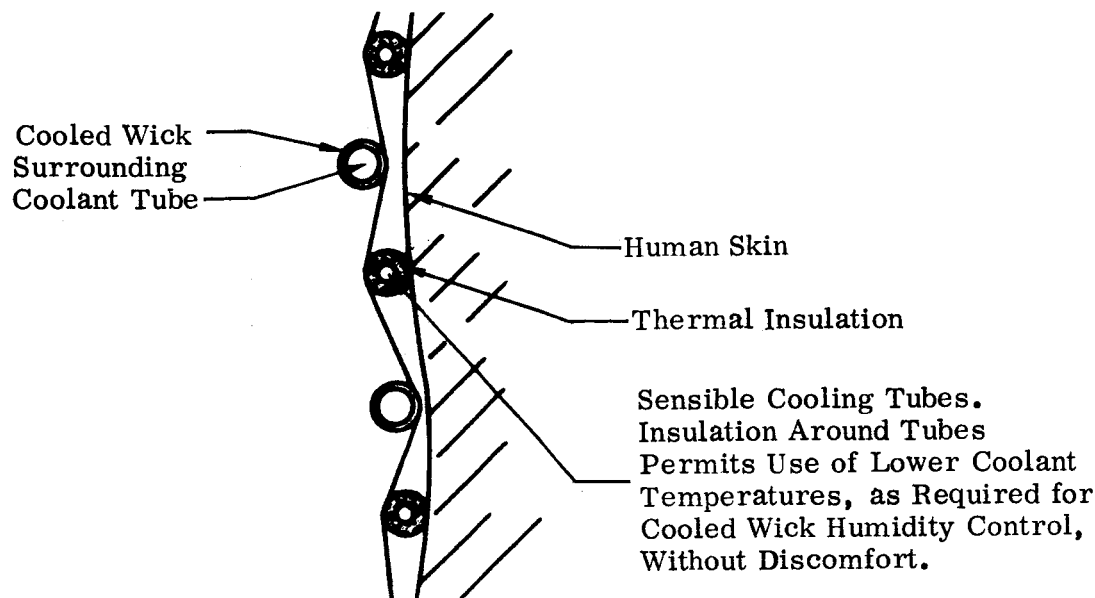 Cooled Wick
Surrounding
Coolant Tube
Human Skin
Thermal Insulation
Sensible Cooling Tubes.
Insulation Around Tubes
Permits Use of Lower Coolant
Temperatures, as Required for
Cooled Wick Humidity Control,
Without Discomfort.